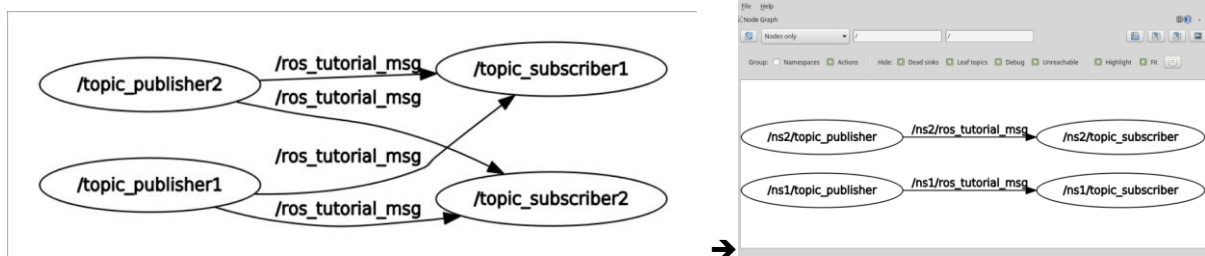 /topic_publisher2
/ros_tutorial_msg
/topic_subscriber1
/ros_tutorial_msg
/ros_tutorial_msg
/topic_publisher1
/ros_tutorial_msg
/topic_subscriber2
File Help
Node Graph
Nodes only / /
Group: Namespaces Actions Hide: Dead sinks Leaf topics Debug Unreachable Highlight Fit
/ns2/topic_publisher /ns2/ros_tutorial_msg /ns2/topic_subscriber
/ns1/topic_publisher /ns1/ros_tutorial_msg /ns1/topic_subscriber